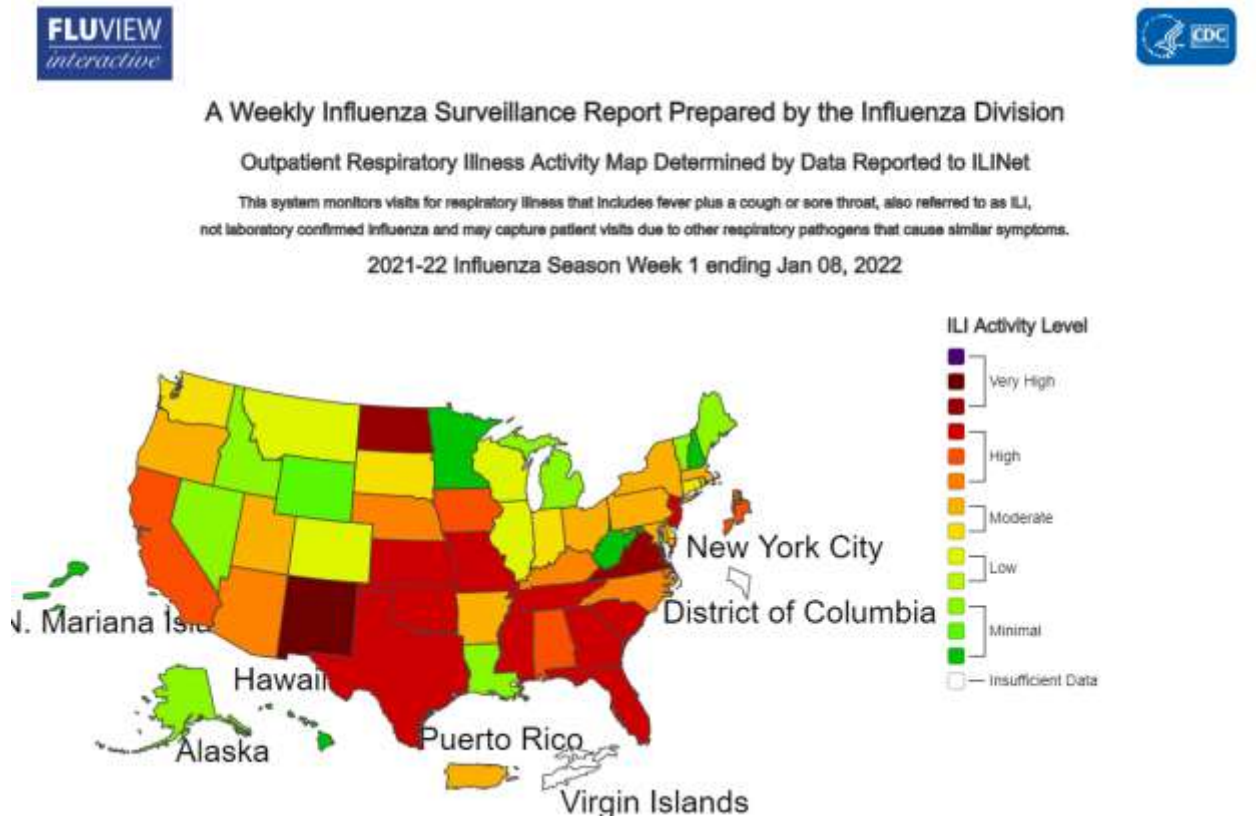 FLUVIEW
interactive
CDC
A Weekly Influenza Surveillance Report Prepared by the Influenza Division
Outpatient Respiratory Illness Activity Map Determined by Data Reported to ILINet
This system monitors visits for respiratory illness that includes fever plus a cough or sore throat, also referred to as ILI,
not laboratory confirmed influenza and may capture patient visits due to other respiratory pathogens that cause similar symptoms.
2021-22 Influenza Season Week 1 ending Jan 08, 2022
ILI Activity Level
Very High
High
Moderate
Low
Minimal
Insufficient Data
New York City
District of Columbia
N. Mariana Isl
Hawaii
Alaska
Puerto Rico
Virgin Islands